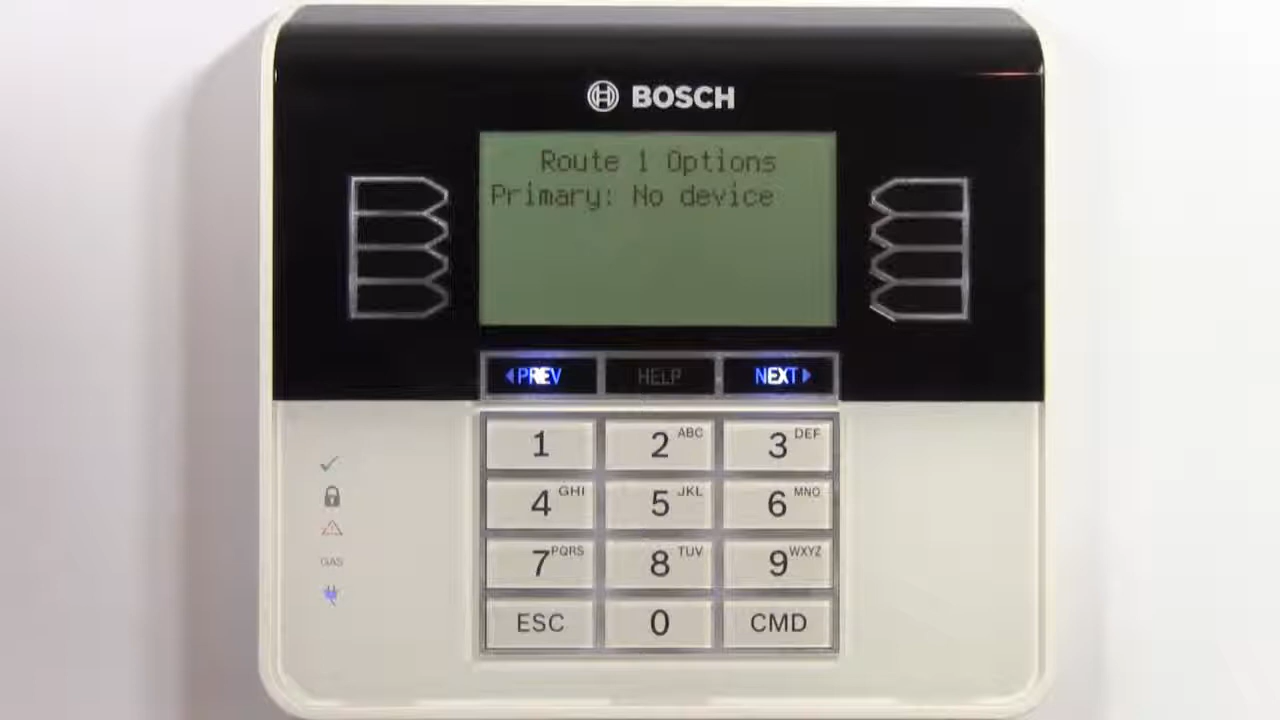 BOSCH
Route 1 Options
Primary: No device
PREV HELP NEXT
1 2 ABC 3 DEF
4 GHI 5 JKL 6 MNO
7 PQRS 8 TUV 9 WXYZ
ESC 0 CMD
GAS